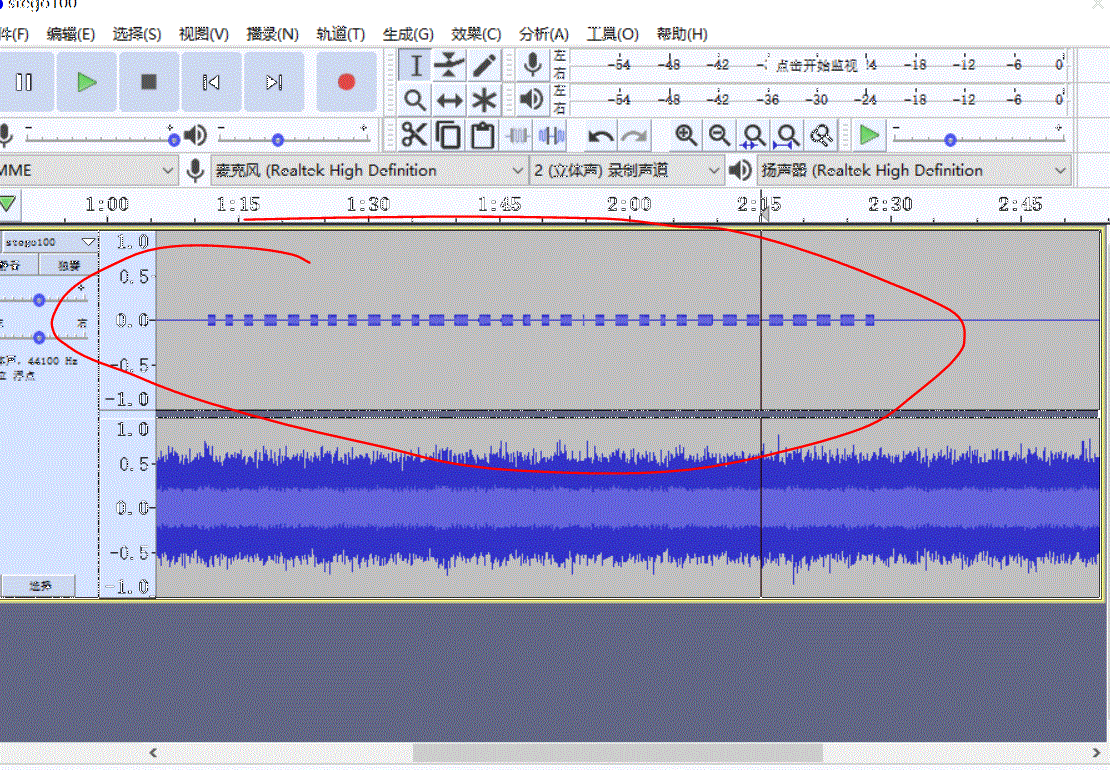 stego100
件(F) 编辑(E) 选择(S) 视图(V) 播录(N) 轨道(T) 生成(G) 效果(C) 分析(A) 工具(O) 帮助(H)
左
右
-54 -48 -42 点击开始监视 -18 -12 -6 0
左
右
-54 -48 -42 -36 -30 -24 -18 -12 -6 0
MME 麦克风 (Realtek High Definition 2 (立体声) 录制声道 扬声器 (Realtek High Definition
1:00 1:15 1:30 1:45 2:00 2:15 2:30 2:45
stego100
静音 独奏
右
体声, 44100 Hz
位 浮点
选择
1.0
0.5
0.0
-0.5
-1.0
1.0
0.5
0.0
-0.5
-1.0